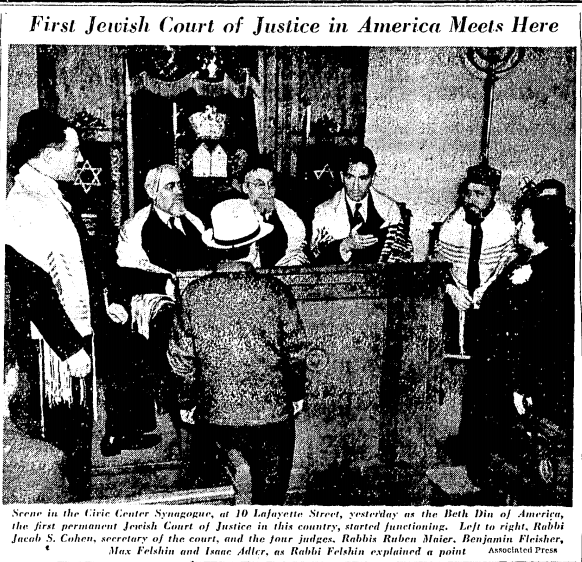 First Jewish Court of Justice in America Meets Here
Scene in the Civic Center Synagogue, at 10 Lafayette Street, yesterday as the Beth Din of America,
the first permanent Jewish Court of Justice in this country, started functioning. Left to right, Rabbi
Jacob S. Cohen, secretary of the court, and the four judges, Rabbis Ruben Maier, Benjamin Fleisher,
Max Felshin and Isaac Adler, as Rabbi Felshin explained a point
Associated Press